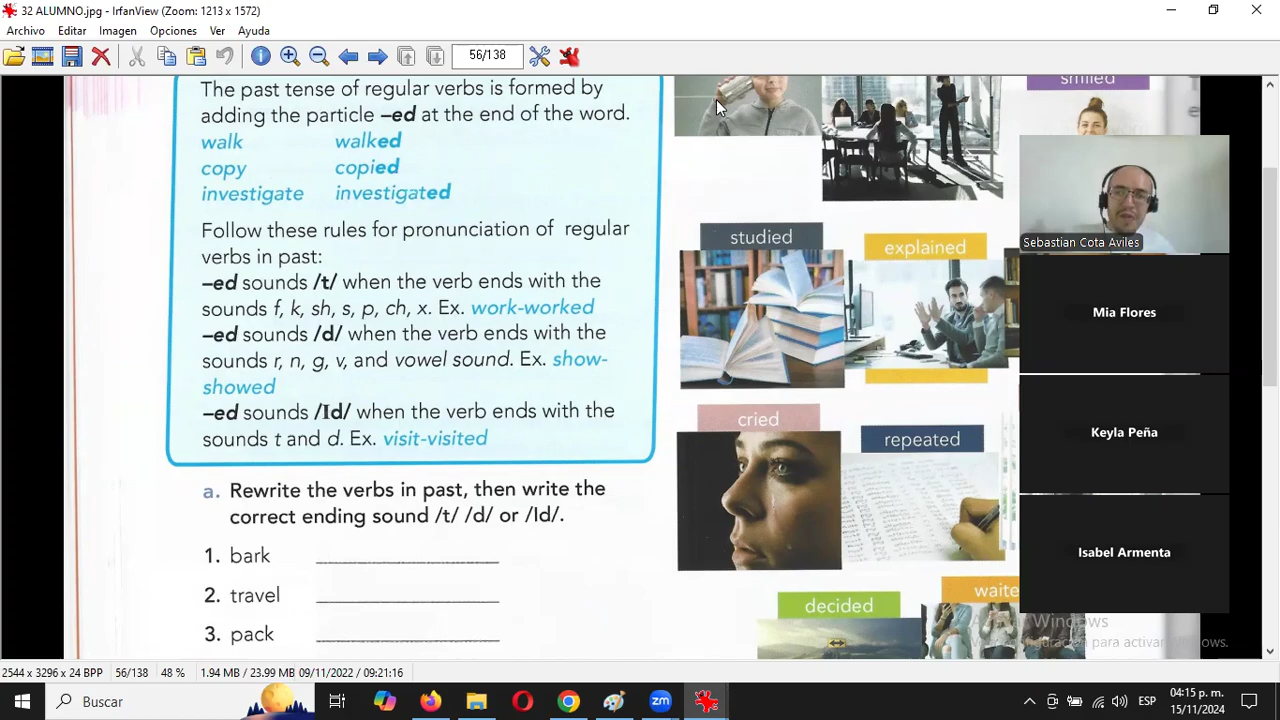 32 ALUMNO.jpg - IrfanView (Zoom: 1213 x 1572)
Archivo Editar Imagen Opciones Ver Ayuda
56/138
The past tense of regular verbs is formed by
adding the particle –ed at the end of the word.
walk walked
copy copied
investigate investigated
Follow these rules for pronunciation of regular
verbs in past:
–ed sounds /t/ when the verb ends with the
sounds f, k, sh, s, p, ch, x. Ex. work-worked
–ed sounds /d/ when the verb ends with the
sounds r, n, g, v, and vowel sound. Ex. show-
showed
–ed sounds /Id/ when the verb ends with the
sounds t and d. Ex. visit-visited
a. Rewrite the verbs in past, then write the
correct ending sound /t/ /d/ or /Id/.
1. bark
2. travel
3. pack
smiled
studied
explained
cried
repeated
decided
waite
Sebastian Cota Aviles
Mia Flores
Keyla Peña
Isabel Armenta
2544 x 3296 x 24 BPP 56/138 48 % 1.94 MB / 23.99 MB 09/11/2022 / 09:21:16
Buscar
zm
ESP
04:15 p. m.
15/11/2024